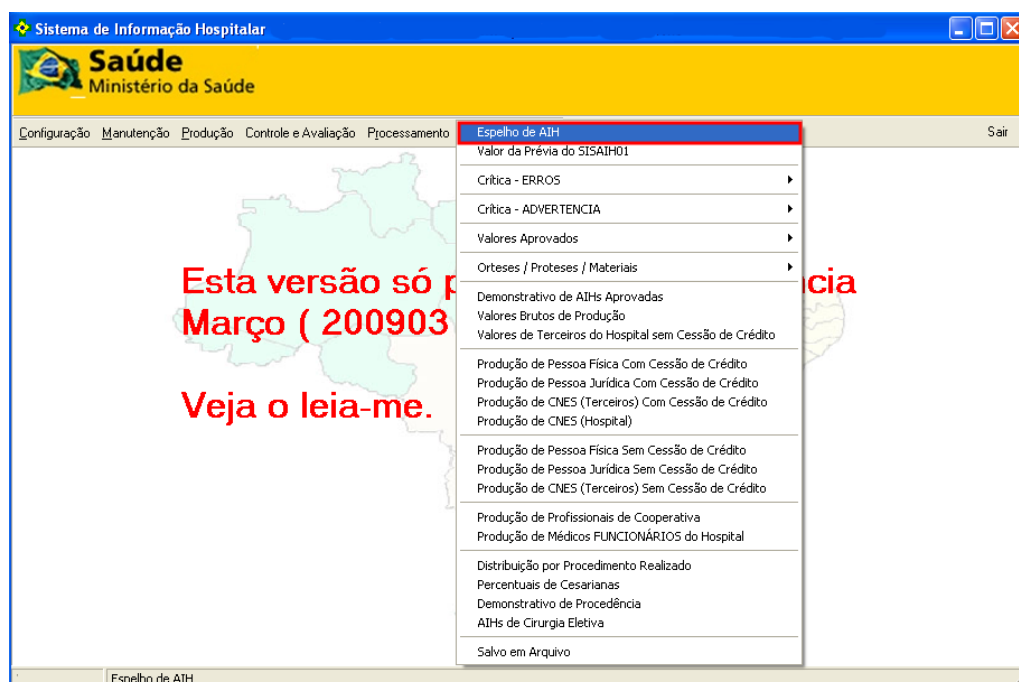 Sistema de Informação Hospitalar
Saúde
Ministério da Saúde
Configuração Manutenção Produção Controle e Avaliação Processamento Sair
Espelho de AIH
Valor da Prévia do SISAIH01
Crítica - ERROS
Crítica - ADVERTENCIA
Valores Aprovados
Orteses / Proteses / Materiais
Demonstrativo de AIHs Aprovadas
Valores Brutos de Produção
Valores de Terceiros do Hospital sem Cessão de Crédito
Produção de Pessoa Física Com Cessão de Crédito
Produção de Pessoa Jurídica Com Cessão de Crédito
Produção de CNES (Terceiros) Com Cessão de Crédito
Produção de CNES (Hospital)
Produção de Pessoa Física Sem Cessão de Crédito
Produção de Pessoa Jurídica Sem Cessão de Crédito
Produção de CNES (Terceiros) Sem Cessão de Crédito
Produção de Profissionais de Cooperativa
Produção de Médicos FUNCIONÁRIOS do Hospital
Distribuição por Procedimento Realizado
Percentuais de Cesarianas
Demonstrativo de Procedência
AIHs de Cirurgia Eletiva
Salvo em Arquivo
Esta versão só p ncia
Março ( 200903
Veja o leia-me.
Espelho de AIH